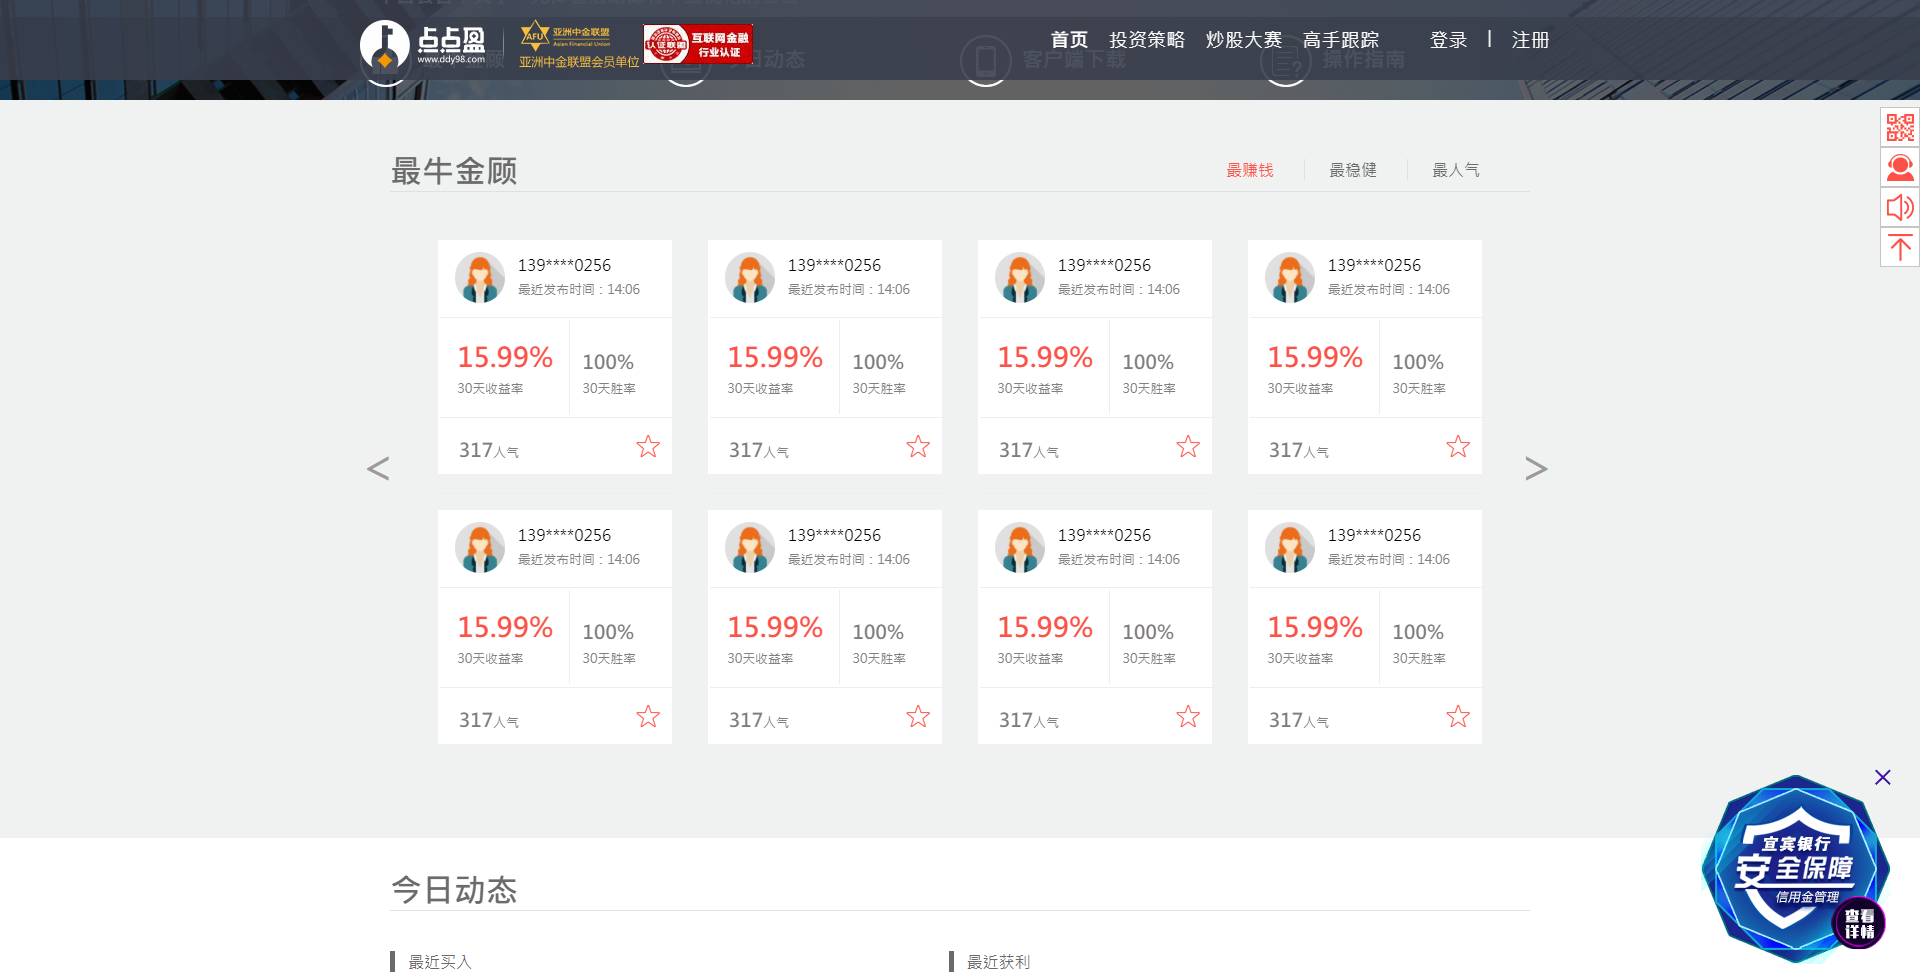 点点盈
www.ddy98.com
AFU
亚洲中金联盟
Asian Financial Union
亚洲中金联盟会员单位
认证联盟
互联网金融
行业认证
首页
投资策略
炒股大赛
高手跟踪
登录
|
注册
今日动态
客户端下载
操作指南
最牛金顾
最赚钱
最稳健
最人气
139****0256
最近发布时间：14:06
15.99%
30天收益率
100%
30天胜率
317人气
139****0256
最近发布时间：14:06
15.99%
30天收益率
100%
30天胜率
317人气
139****0256
最近发布时间：14:06
15.99%
30天收益率
100%
30天胜率
317人气
139****0256
最近发布时间：14:06
15.99%
30天收益率
100%
30天胜率
317人气
<
>
139****0256
最近发布时间：14:06
15.99%
30天收益率
100%
30天胜率
317人气
139****0256
最近发布时间：14:06
15.99%
30天收益率
100%
30天胜率
317人气
139****0256
最近发布时间：14:06
15.99%
30天收益率
100%
30天胜率
317人气
139****0256
最近发布时间：14:06
15.99%
30天收益率
100%
30天胜率
317人气
宜宾银行
安全保障
信用金管理
查看
详情
今日动态
最近买入
最近获利